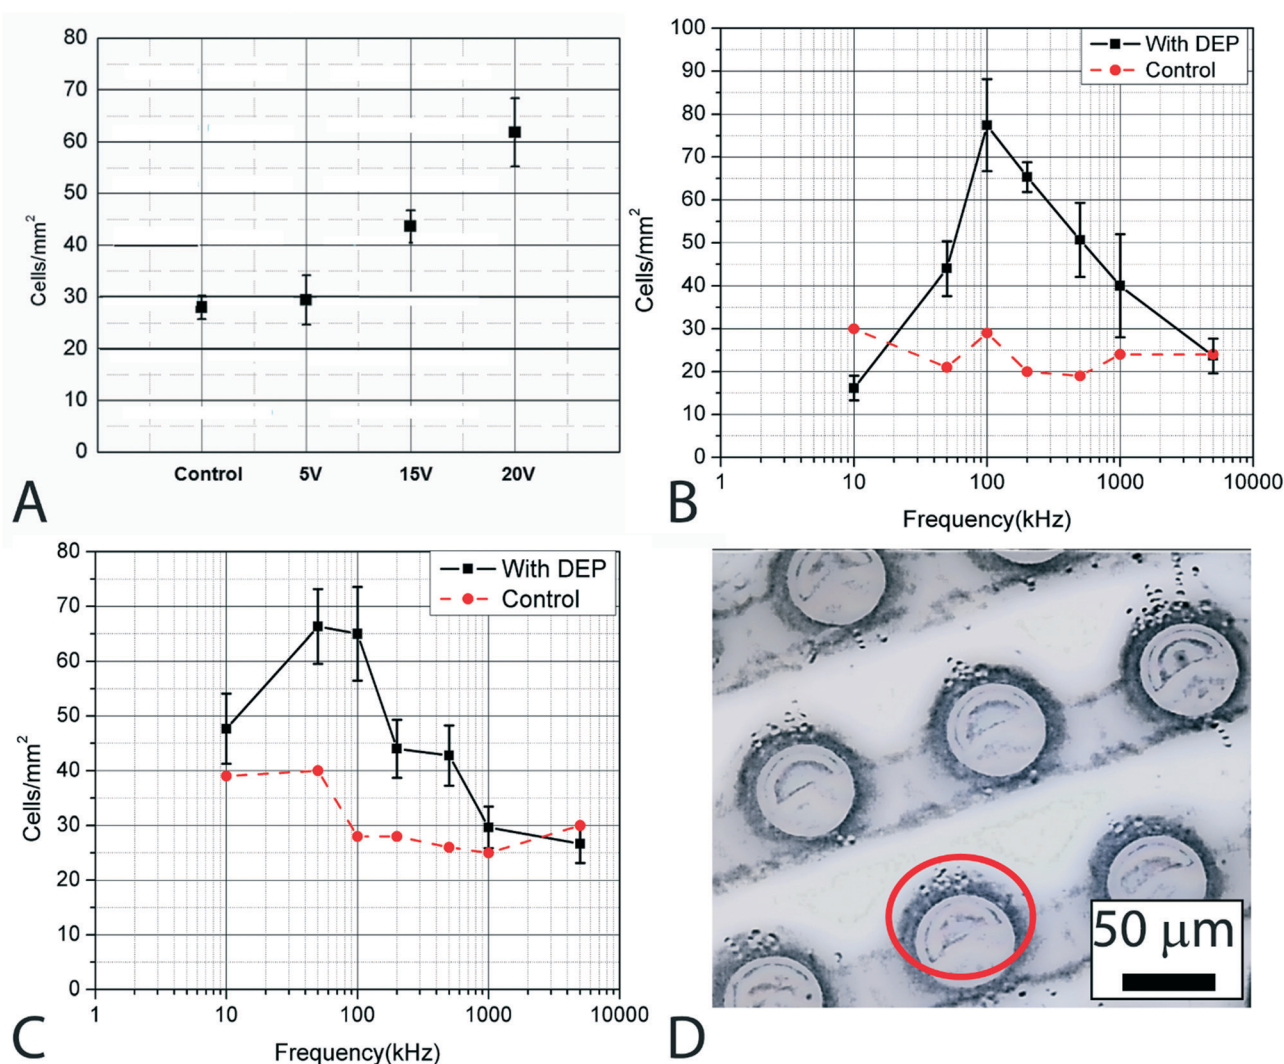 80
70
60
50
40
30
20
10
0
Cells/mm²
Control 5V 15V 20V
A
100
90
80
70
60
50
40
30
20
10
0
Cells/mm²
With DEP
Control
1 10 100 1000 10000
Frequency(kHz)
B
80
70
60
50
40
30
20
10
0
Cells/mm²
With DEP
Control
1 10 100 1000 10000
Frequency(kHz)
C
50 μm
D